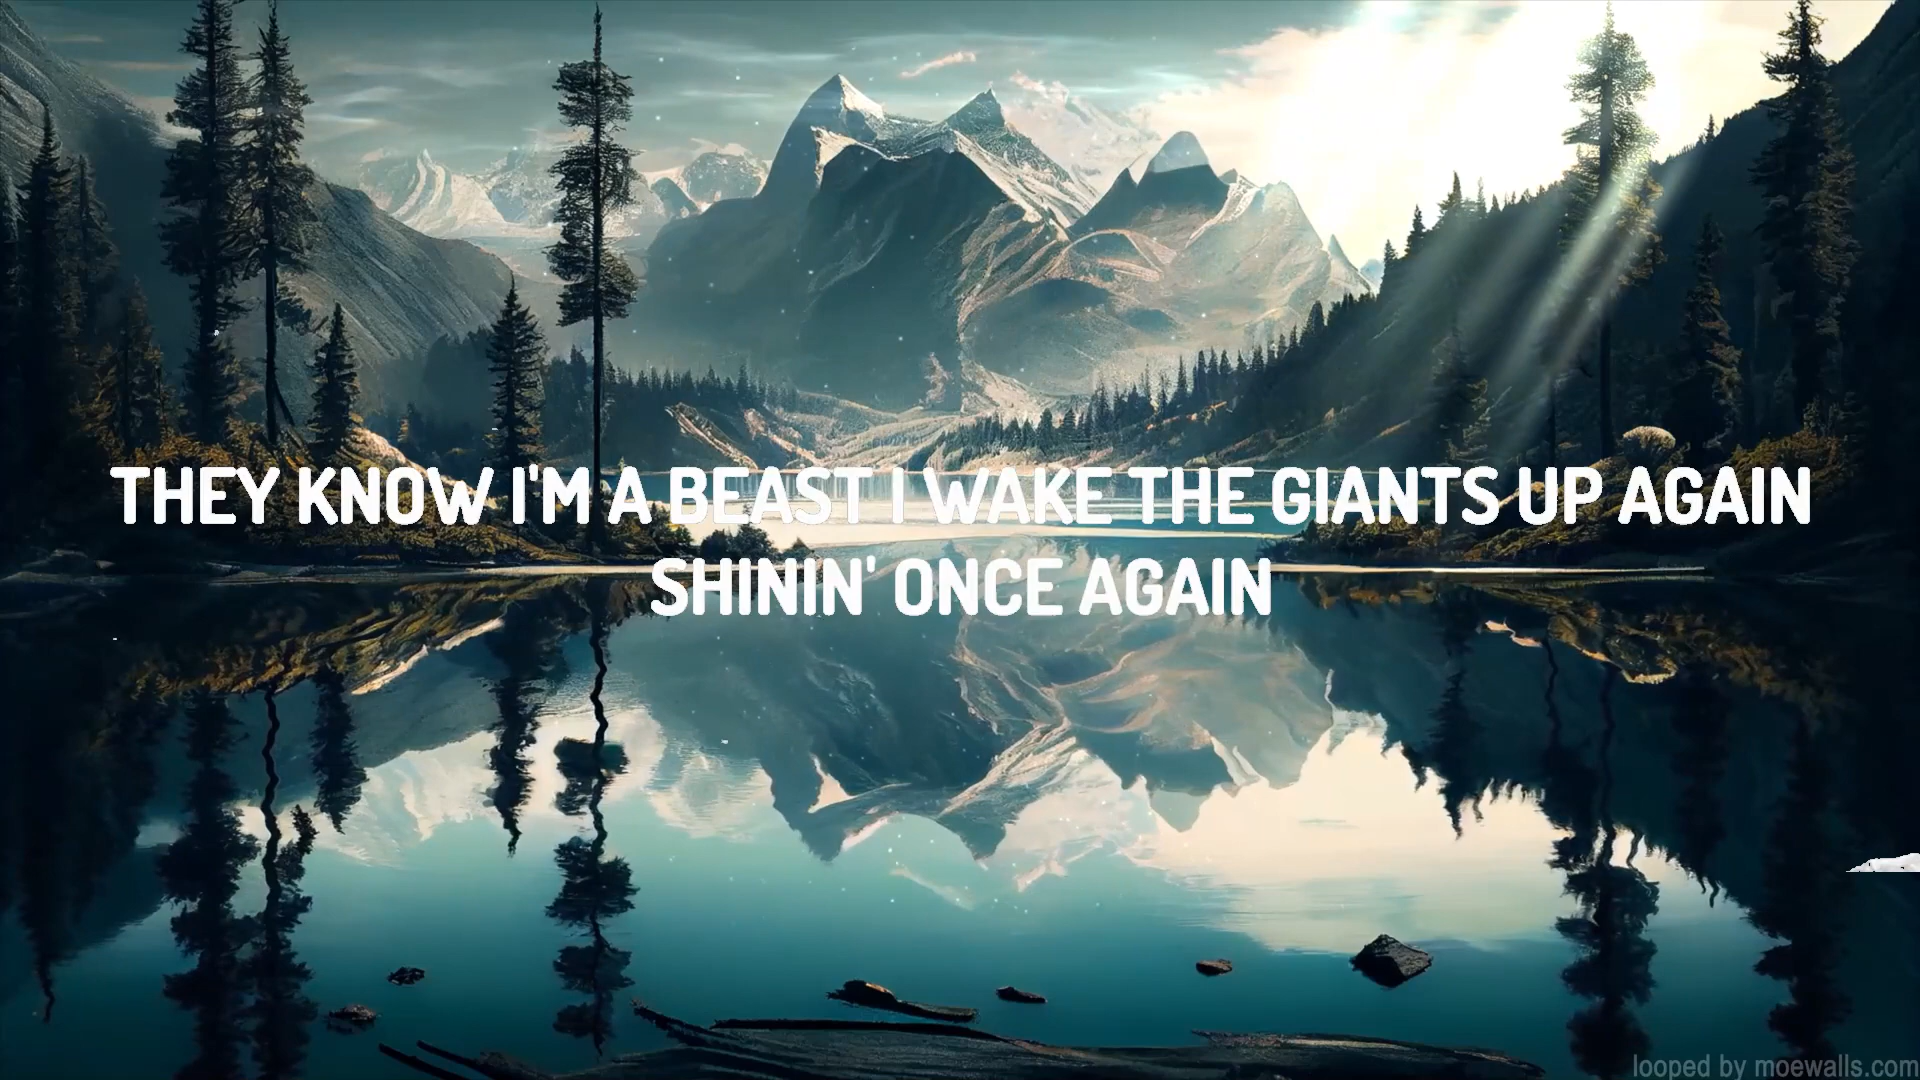 THEY KNOW I'M A BEAST I WAKE THE GIANTS UP AGAIN
SHININ' ONCE AGAIN
looped by moewalls.com